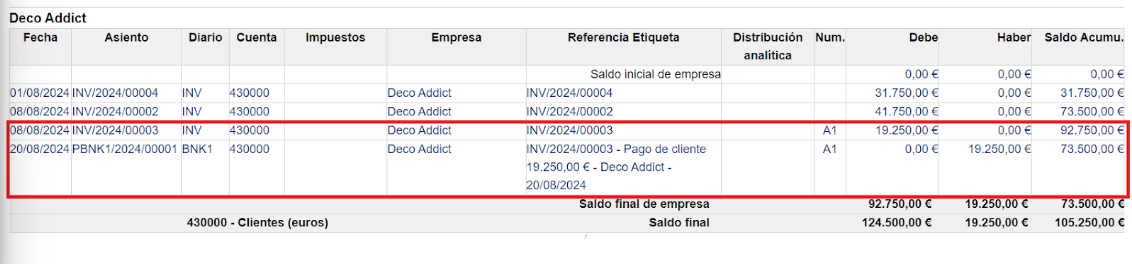 Deco Addict
Fecha Asiento Diario Cuenta Impuestos Empresa Referencia Etiqueta Distribución analítica Num. Debe Haber Saldo Acumu.
Saldo inicial de empresa 0,00 € 0,00 € 0,00 €
01/08/2024 INV/2024/00004 INV 430000 Deco Addict INV/2024/00004 31.750,00 € 0,00 € 31.750,00 €
08/08/2024 INV/2024/00002 INV 430000 Deco Addict INV/2024/00002 41.750,00 € 0,00 € 73.500,00 €
08/08/2024 INV/2024/00003 INV 430000 Deco Addict INV/2024/00003 A1 19.250,00 € 0,00 € 92.750,00 €
20/08/2024 PBNK1/2024/00001 BNK1 430000 Deco Addict INV/2024/00003 - Pago de cliente A1 0,00 € 19.250,00 € 73.500,00 €
19.250,00 € - Deco Addict -
20/08/2024
Saldo final de empresa 92.750,00 € 19.250,00 € 73.500,00 €
430000 - Clientes (euros) Saldo final 124.500,00 € 19.250,00 € 105.250,00 €
/